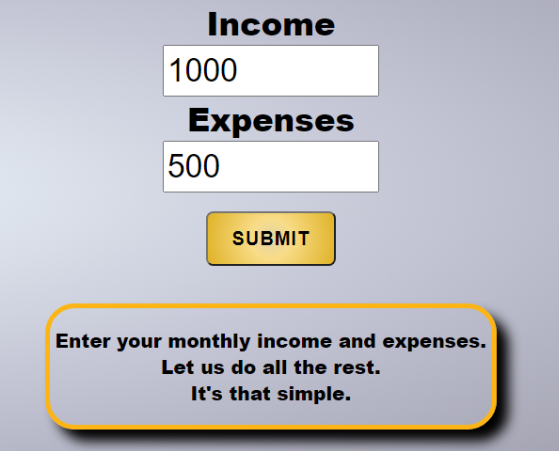 Income
1000
Expenses
500
SUBMIT
Enter your monthly income and expenses.
Let us do all the rest.
It's that simple.